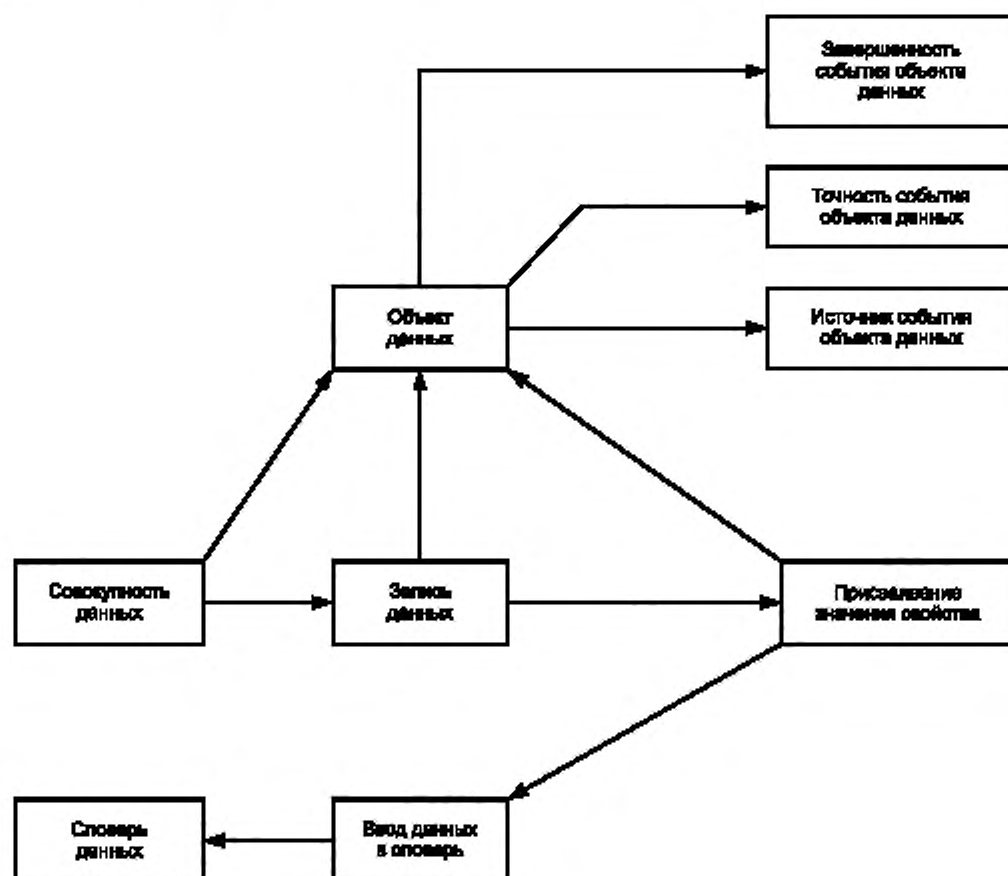 Завершенность
события объекта
данных
Точность события
объекта данных
Объект
данных
Источник события
объекта данных
Совокупность
данных
Запись
данных
Присваивание
значения свойства
Словарь
данных
Ввод данных
в словарь